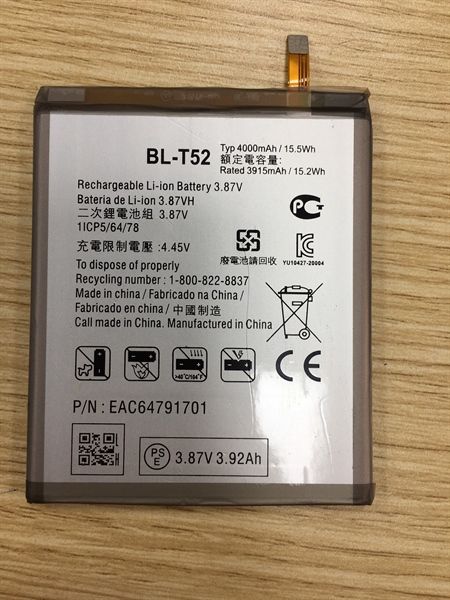 BL-T52
Typ 4000mAh / 15.5Wh
額定電容量:
Rated 3915mAh / 15.2Wh
Rechargeable Li-ion Battery 3.87V
Bateria de Li-ion 3.87VH
二次鋰電池組 3.87V
1ICP5/64/78
充電限制電壓 : 4.45V
PG
廢電池請回收
YU10427-20004
To dispose of properly
Recycling number : 1-800-822-8837
Made in china / Fabricado na China /
Fabricado en china / 中國制造
Call made in china
>40°C/104°F
CE
P/N : EAC64791701
PS
E
3.87V 3.92Ah